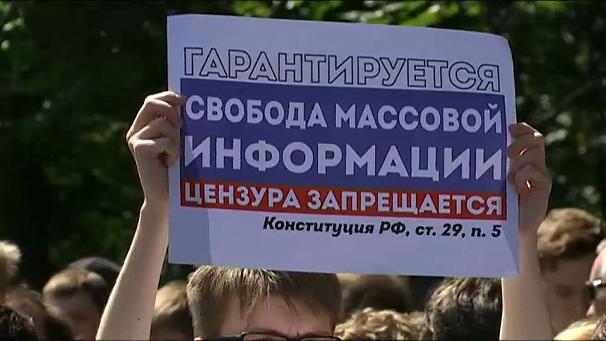 ГАРАНТИРУЕТСЯ
СВОБОДА МАССОВОЙ
ИНФОРМАЦИИ
ЦЕНЗУРА ЗАПРЕЩАЕТСЯ
Конституция РФ, ст. 29, п. 5